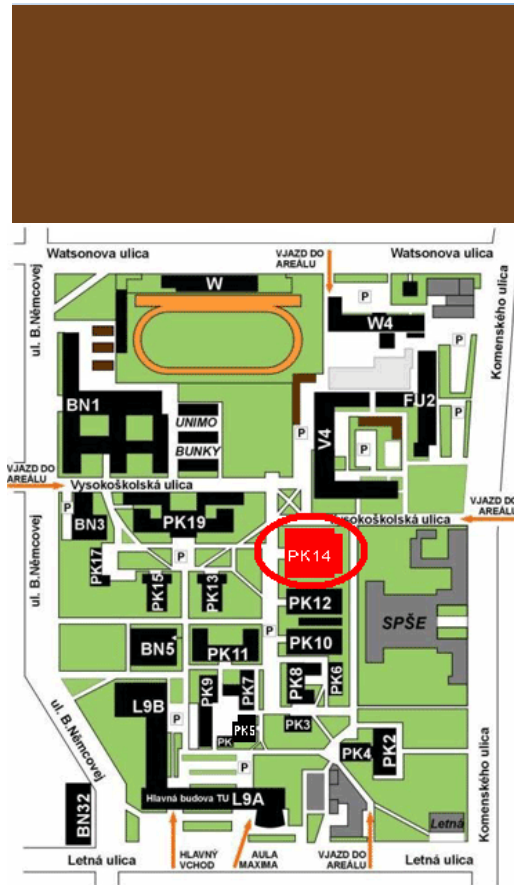 Watsonova ulica
VJAZD DO
AREÁLU
Watsonova ulica
ul. B.Němcovej
Komenského ulica
W
P
W4
P
BN1
UNIMO
BUNKY
P
V4
P
FU2
P
VJAZD DO
AREÁLU
Vysokoškolská ulica
VJAZD DO
AREÁLU
P
BN3
PK19
ysokoškolská ulica
PK17
P
PK14
ul. B.Němcovej
PK15
PK13
PK12
SPŠE
P
BN5
PK11
PK10
PK9
PK7
PK8
PK6
L9B
P
PK5
PK
PK3
PK4
PK2
ul. B.Němcovej
P
Komenského ulica
BN32
Hlavná budova TU L9A
Letná
Letná ulica
HLAVNÝ
VCHOD
AULA
MAXIMA
VJAZD DO
AREÁLU
Letná ulica